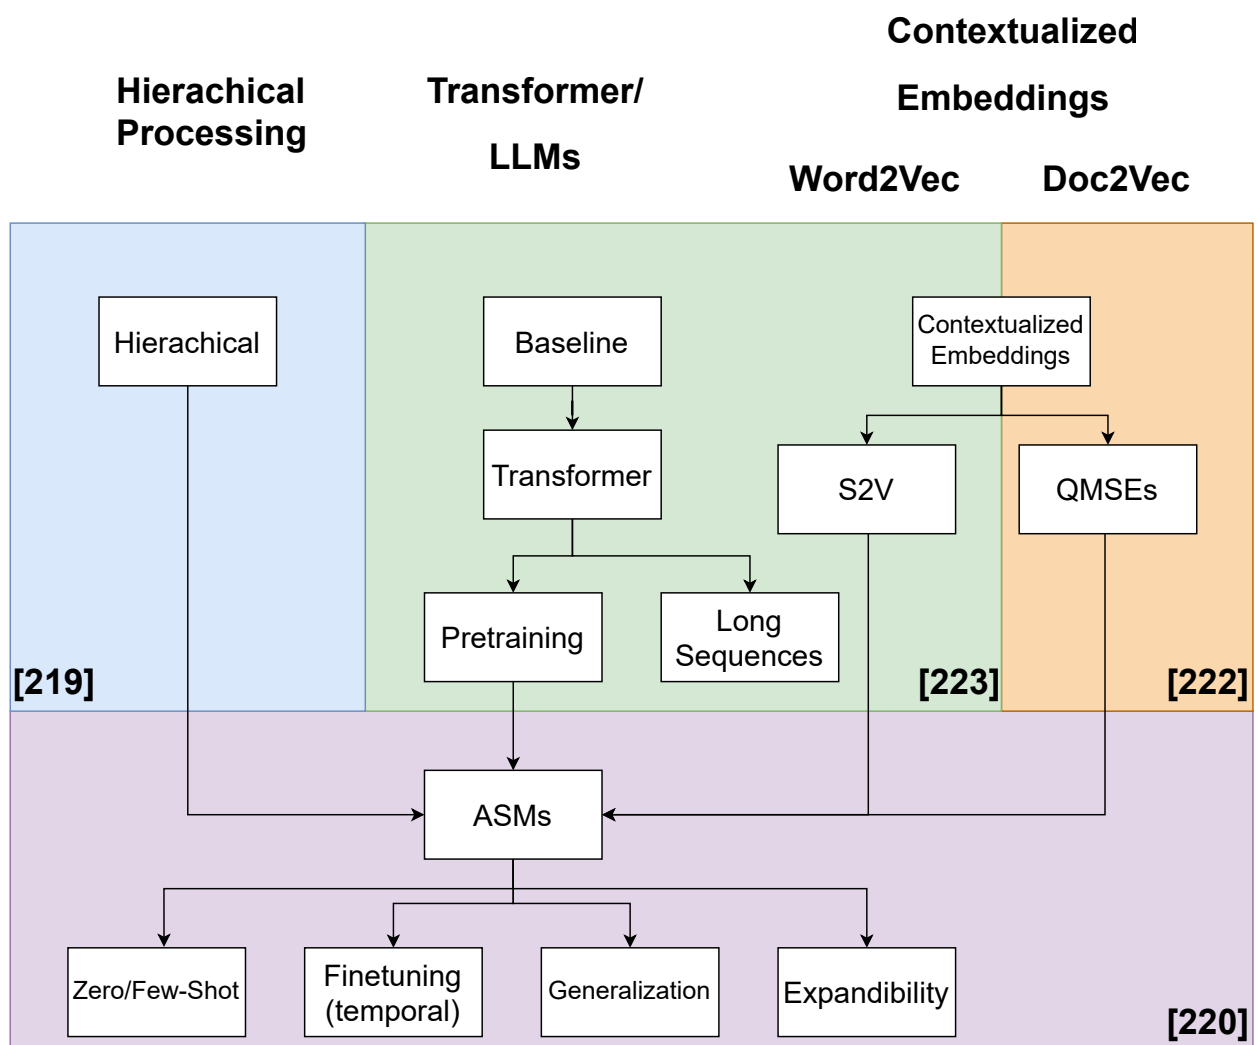 Contextualized
Embeddings
Hierachical
Processing
Transformer/
LLMs
Word2Vec
Doc2Vec
Hierachical
Baseline
Contextualized
Embeddings
Transformer
S2V
QMSEs
Pretraining
Long
Sequences
[219]
[223]
[222]
ASMs
Zero/Few-Shot
Finetuning
(temporal)
Generalization
Expandibility
[220]